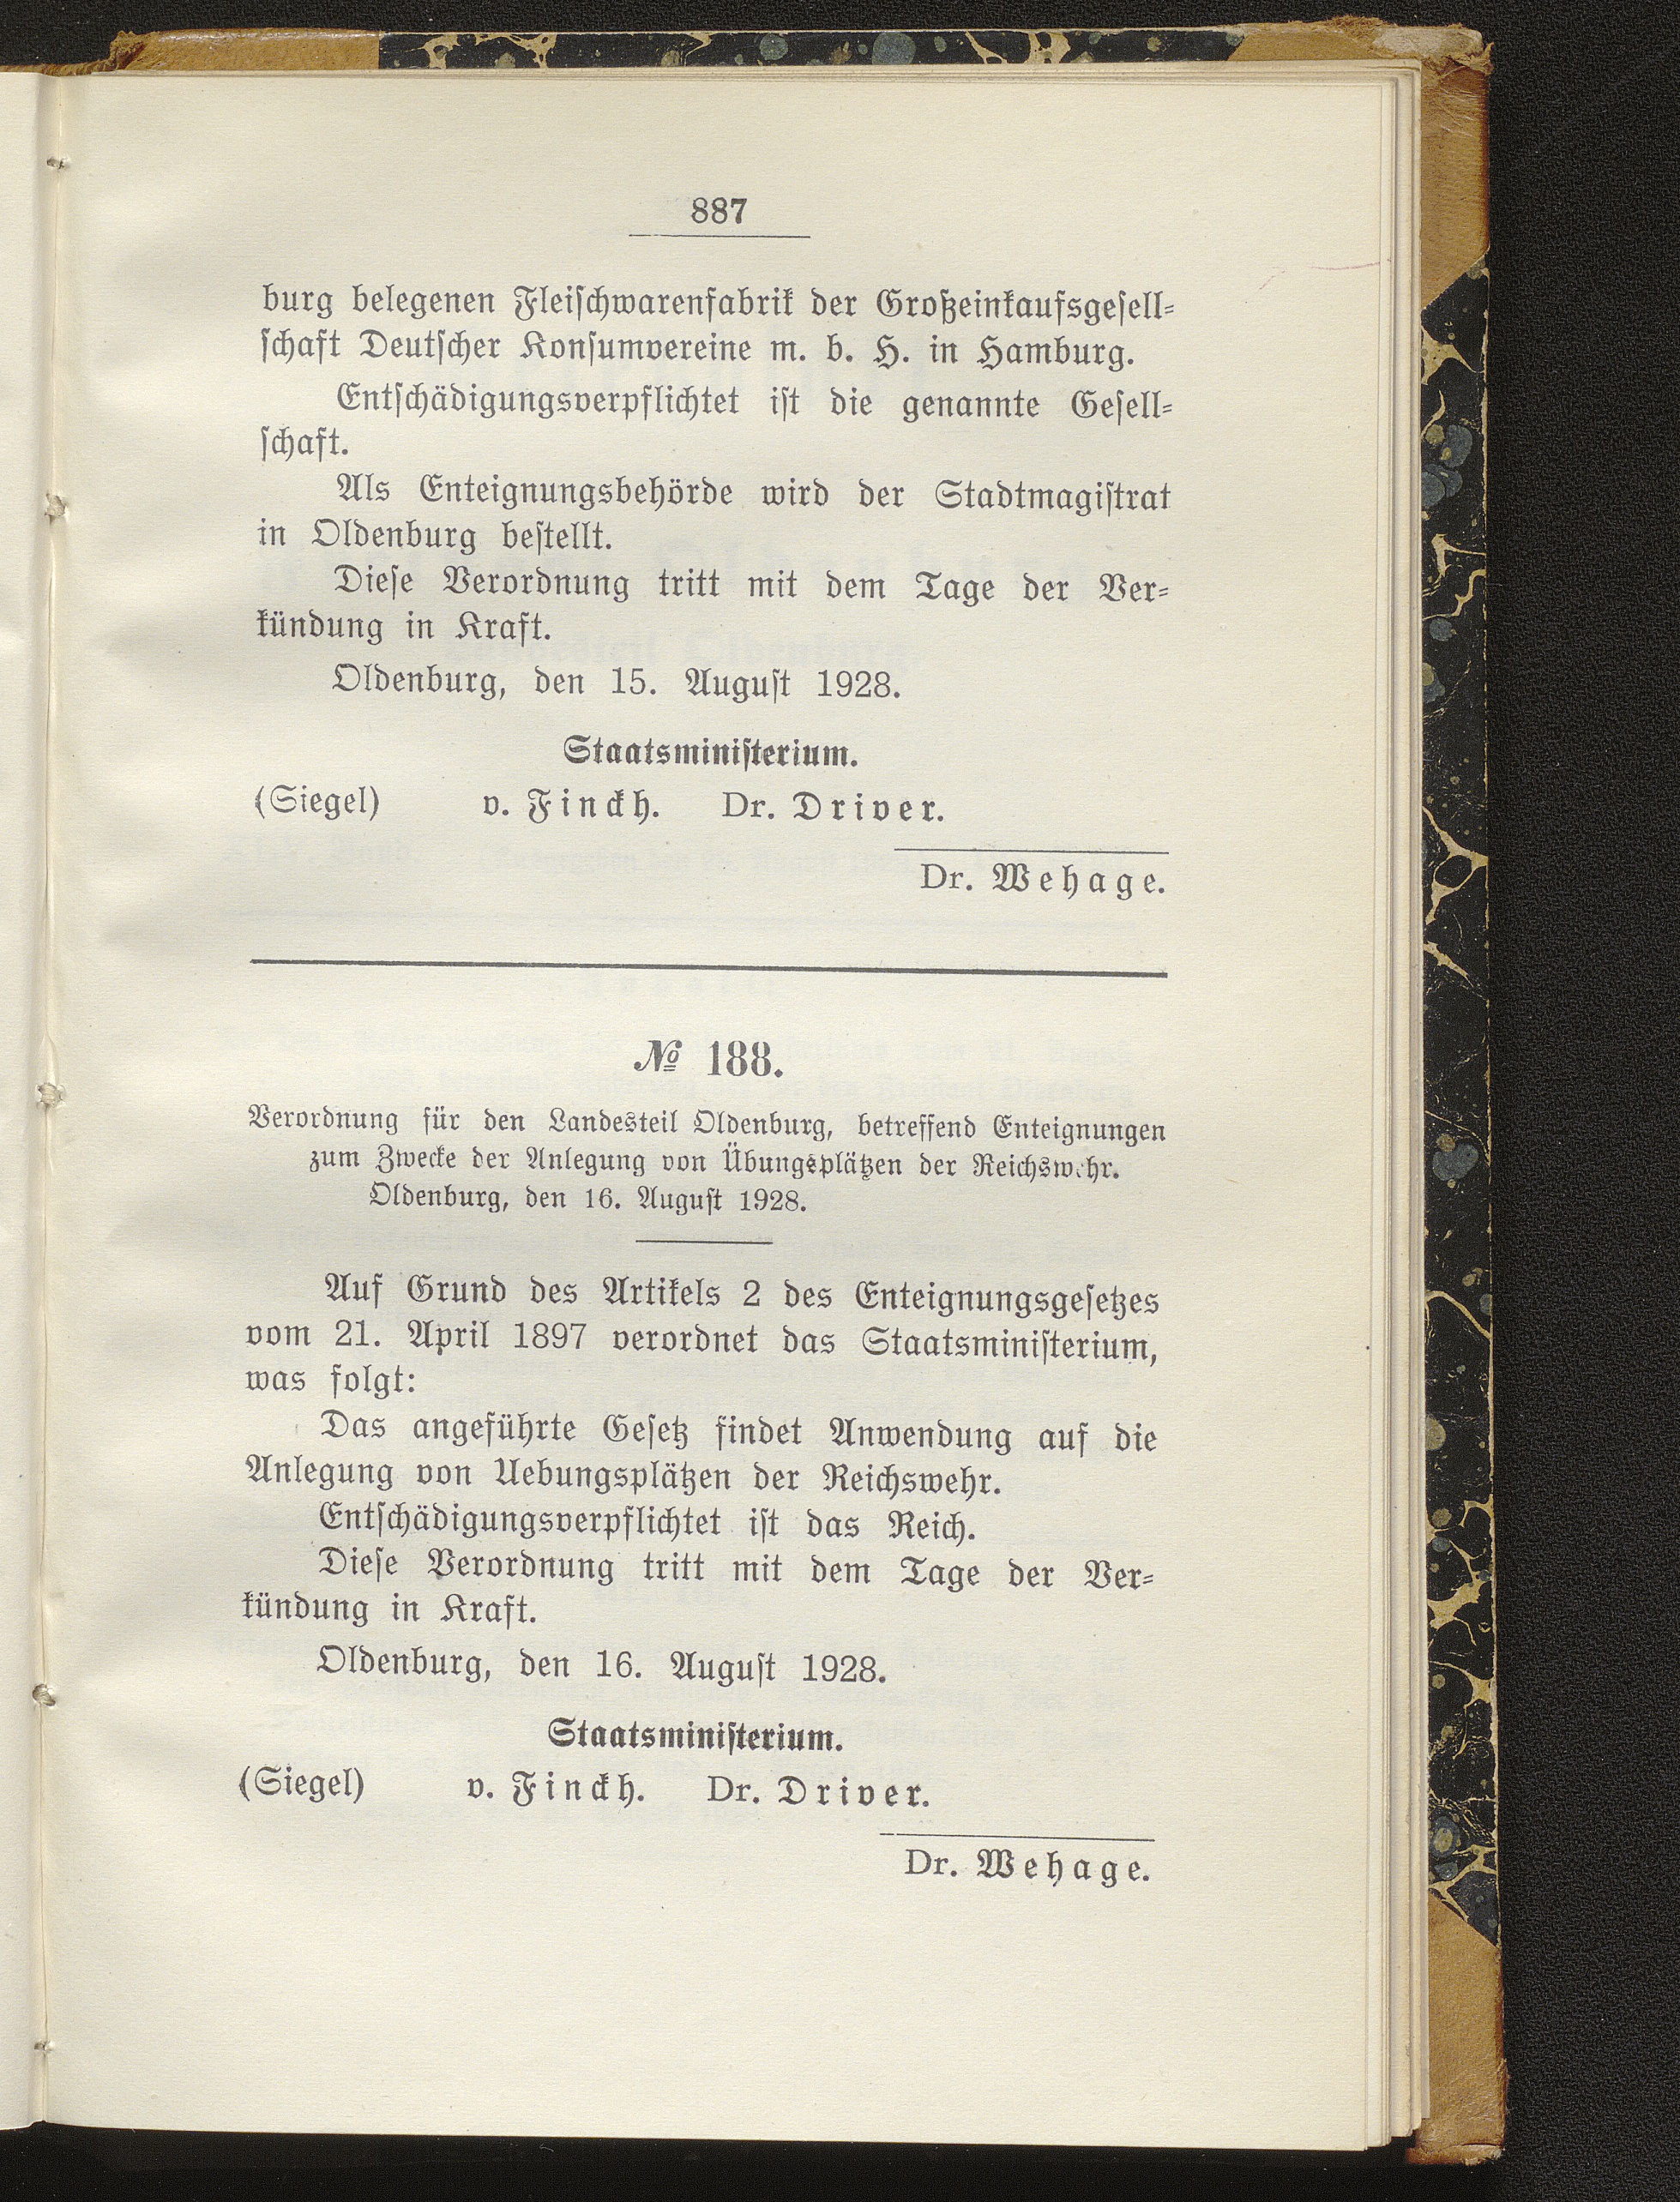 887
burg belegenen Fleischwarenfabrik der Großeinkaufsgesell-
schaft Deutscher Konsumvereine m. b. H. in Hamburg.
Entschädigungsverpflichtet ist die genannte Gesell-
schaft.
Als Enteignungsbehörde wird der Stadtmagistrat
in Oldenburg bestellt.
Diese Verordnung tritt mit dem Tage der Ver-
kündung in Kraft.
Oldenburg, den 15. August 1928.
Staatsministerium.
(Siegel) v. Finckh. Dr. Driver.
Dr. Wehage.
№ 188.
Verordnung für den Landesteil Oldenburg, betreffend Enteignungen
zum Zwecke der Anlegung von Übungsplätzen der Reichswehr.
Oldenburg, den 16. August 1928.
Auf Grund des Artikels 2 des Enteignungsgesetzes
vom 21. April 1897 verordnet das Staatsministerium,
was folgt:
Das angeführte Gesetz findet Anwendung auf die
Anlegung von Uebungsplätzen der Reichswehr.
Entschädigungsverpflichtet ist das Reich.
Diese Verordnung tritt mit dem Tage der Ver-
kündung in Kraft.
Oldenburg, den 16. August 1928.
Staatsministerium.
(Siegel) v. Finckh. Dr. Driver.
Dr. Wehage.